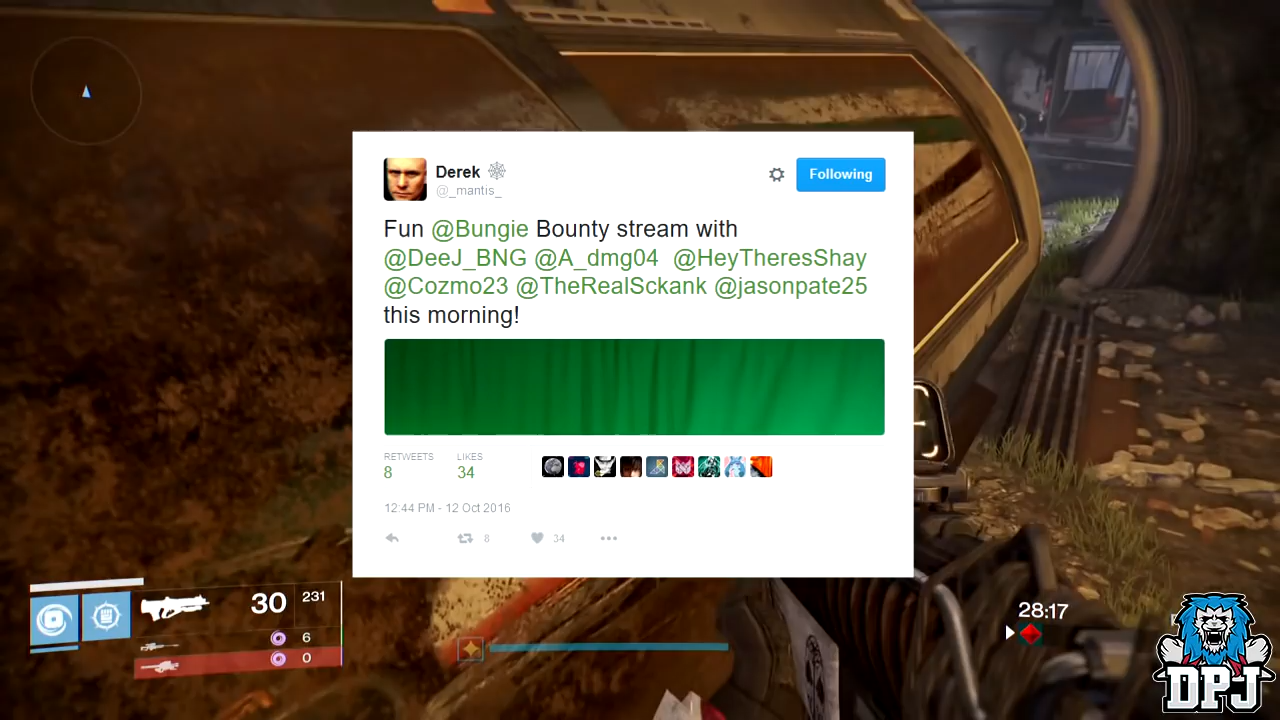 Derek
@_mantis_
Following
Fun @Bungie Bounty stream with
@DeeJ_BNG @A_dmg04 @HeyTheresShay
@Cozmo23 @TheRealSckank @jasonpate25
this morning!
RETWEETS LIKES
8 34
12:44 PM - 12 Oct 2016
8 34
30 231
6
0
28:17
DPJ